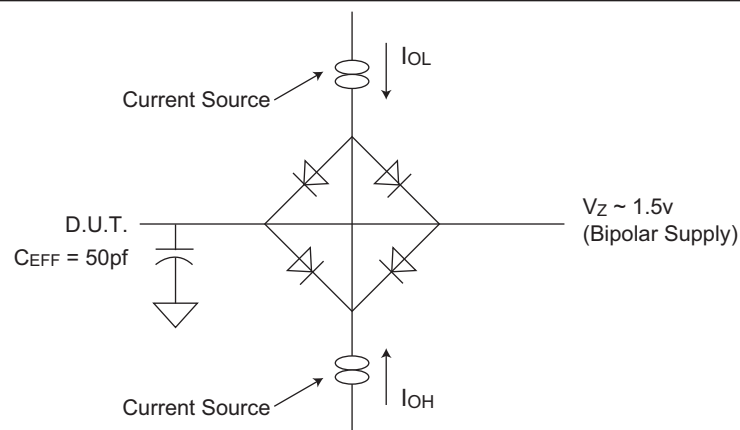 IOL
Current Source
D.U.T.
CEFF = 50pf
VZ ~ 1.5v
(Bipolar Supply)
IOH
Current Source